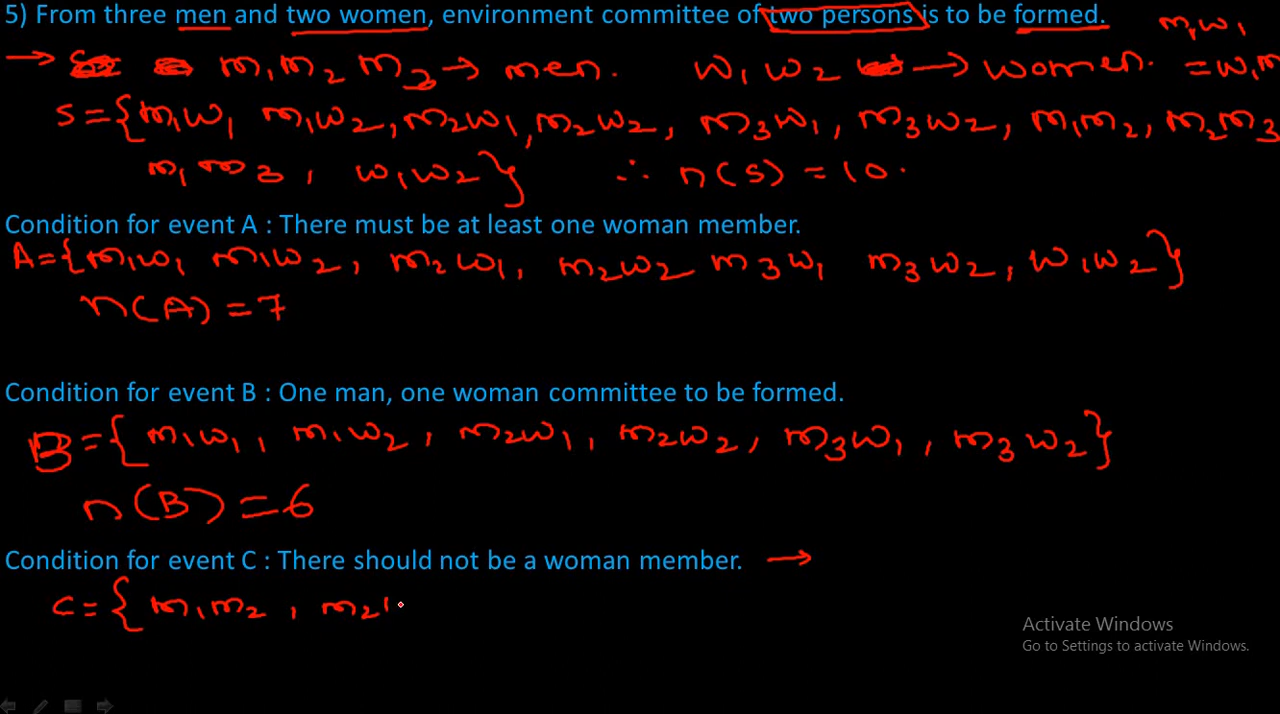 5) From three men and two women, environment committee of two persons is to be formed.
m1w1
→ m1 m2 m3 → men. w1 w2 → women. = w1m
S = {m1w1 m1w2, m2w1, m2w2, m3w1, m3w2, m1m2, m2m3
m1m3, w1w2} ∴ n(S) = 10.
Condition for event A : There must be at least one woman member.
A = {m1w1 m1w2, m2w1, m2w2 m3w1 m3w2, w1w2}
n(A) = 7
Condition for event B : One man, one woman committee to be formed.
B = {m1w1, m1w2, m2w1, m2w2, m3w1, m3w2}
n(B) = 6
Condition for event C : There should not be a woman member. →
C = { m1m2, m2
Activate Windows
Go to Settings to activate Windows.